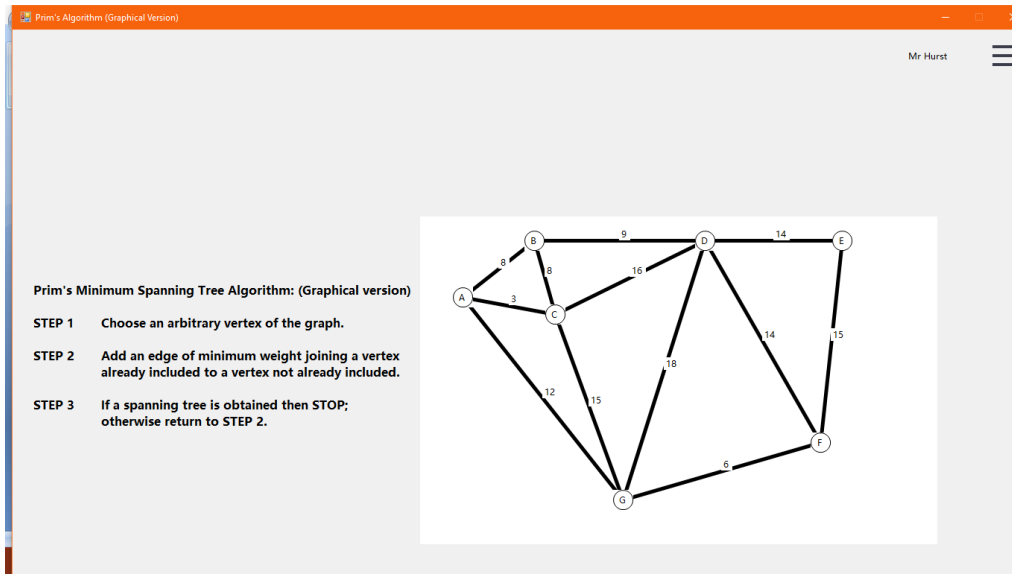 Prim's Algorithm (Graphical Version)
Mr Hurst
Prim's Minimum Spanning Tree Algorithm: (Graphical version)
STEP 1 Choose an arbitrary vertex of the graph.
STEP 2 Add an edge of minimum weight joining a vertex
already included to a vertex not already included.
STEP 3 If a spanning tree is obtained then STOP;
otherwise return to STEP 2.
B 9 D 14 E
8 8 16
A 3 C
14 15
18
12 15
F
6
G